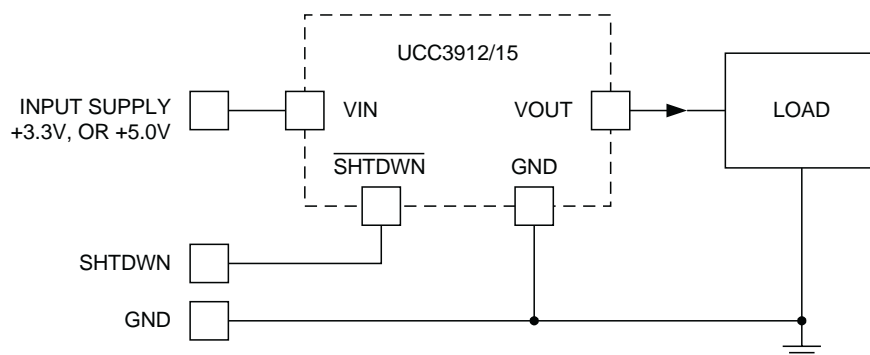 UCC3912/15
INPUT SUPPLY
+3.3V, OR +5.0V
VIN
VOUT
LOAD
SHTDWN
GND
SHTDWN
GND